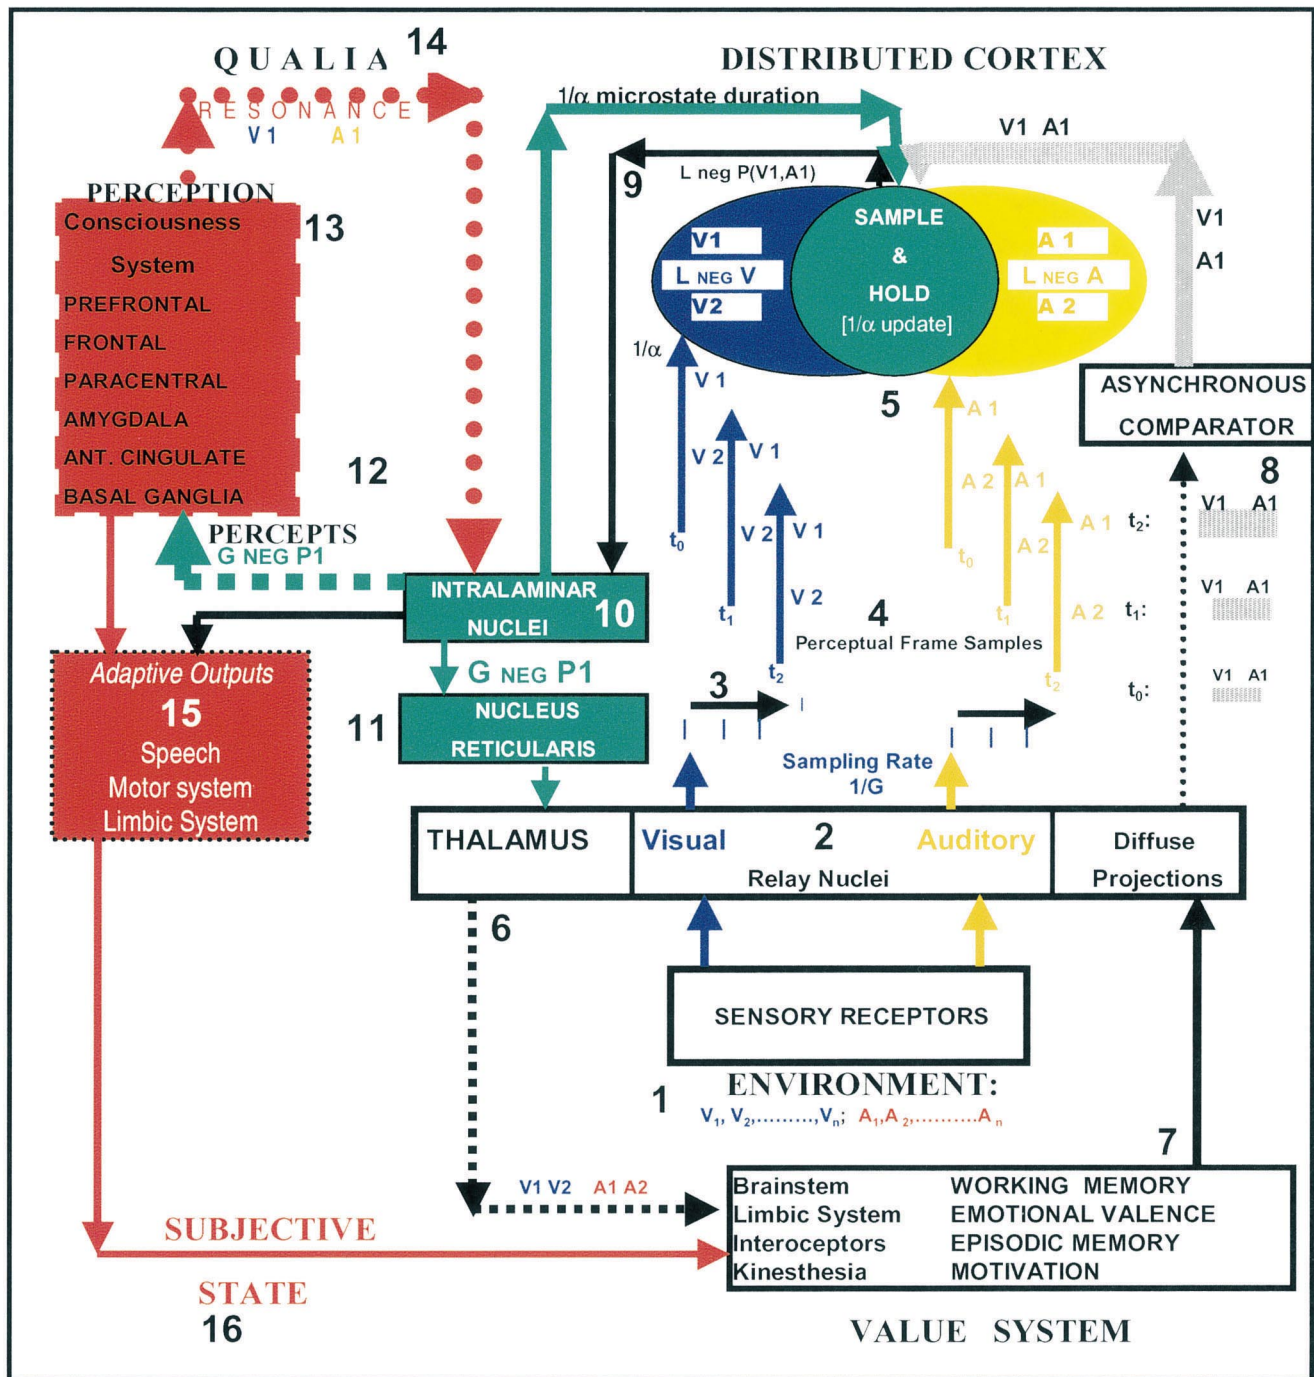 QUALIA 14
RESONANCE
V1 A1
DISTRIBUTED CORTEX
1/α microstate duration
V1 A1
9
L neg P(V1,A1)
V1
A1
PERCEPTION
Consciousness
System
13
PREFRONTAL
FRONTAL
PARACENTRAL
AMYGDALA
ANT. CINGULATE
BASAL GANGLIA
12
V1
L NEG V
V2
SAMPLE
&
HOLD
[1/α update]
A 1
L NEG A
A 2
1/α
5
ASYNCHRONOUS
COMPARATOR
8
V 1
V 2
t0
V 1
V 2
t1
V 1
V 2
t2
A 1
A 2
t0
A 1
A 2
t1
A 1
A 2
t2
t2:
V1 A1
t1:
V1 A1
t0:
V1 A1
4
Perceptual Frame Samples
3
Sampling Rate
1/G
PERCEPTS
G NEG P1
INTRALAMINAR
NUCLEI
10
G NEG P1
11
NUCLEUS
RETICULARIS
Adaptive Outputs
15
Speech
Motor system
Limbic System
THALAMUS
Visual
2
Auditory
Relay Nuclei
Diffuse
Projections
6
SENSORY RECEPTORS
1
ENVIRONMENT:
V1, V2,.........,Vn; A1,A 2,..........A n
7
V1 V2 A1 A2
Brainstem WORKING MEMORY
Limbic System EMOTIONAL VALENCE
Interoceptors EPISODIC MEMORY
Kinesthesia MOTIVATION
SUBJECTIVE
STATE
16
VALUE SYSTEM